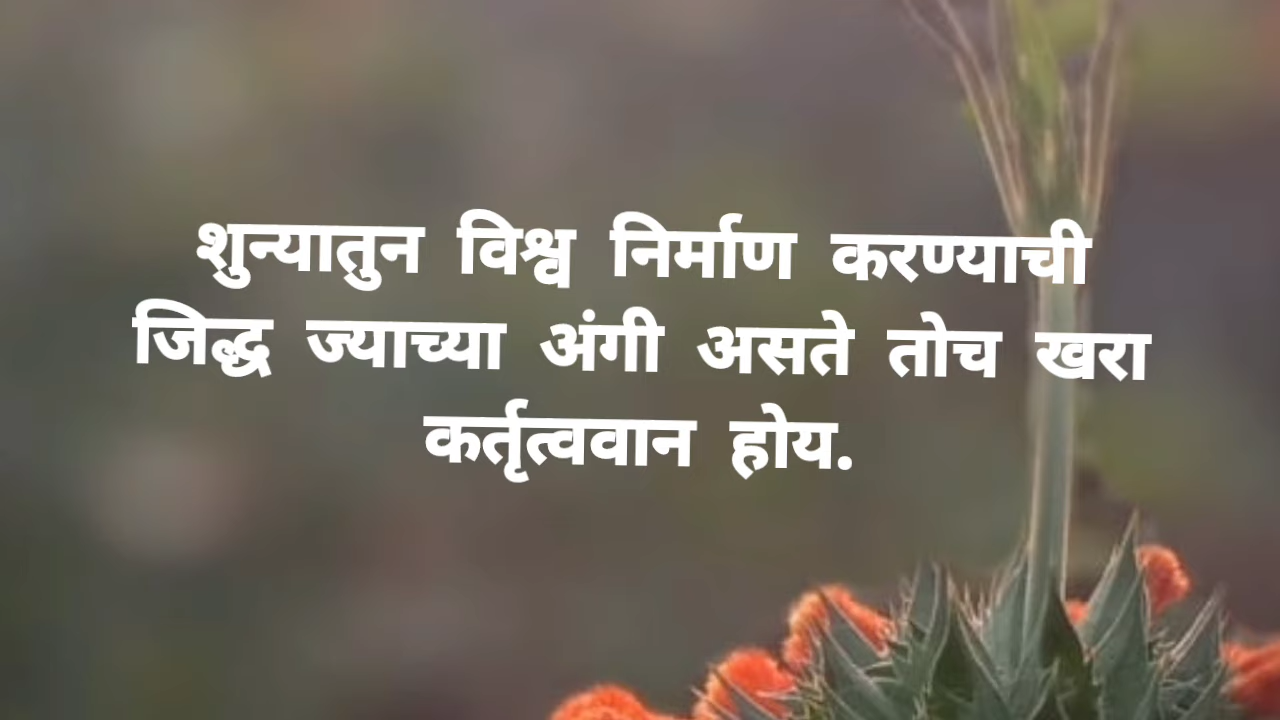 शुन्यातुन विश्व निर्माण करण्याची
जिद्ध ज्याच्या अंगी असते तोच खरा
कर्तृत्ववान होय.